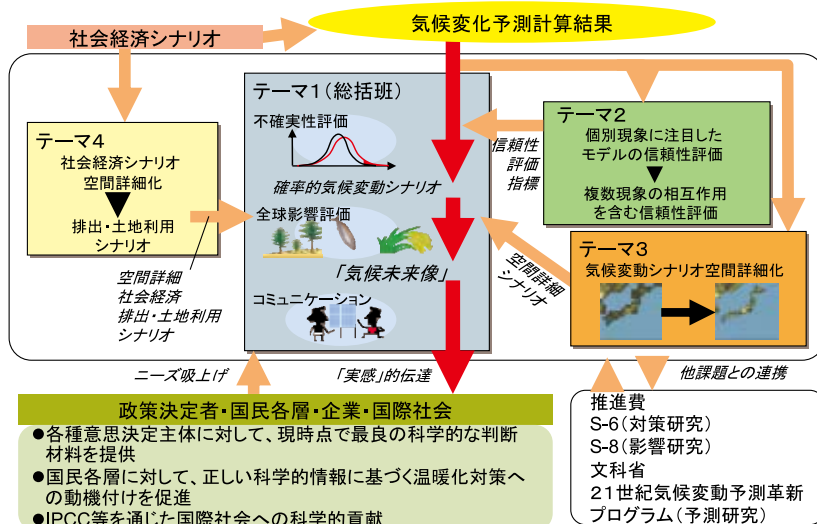 社会経済シナリオ
気候変化予測計算結果
テーマ1(総括班)
不確実性評価
確率的気候変動シナリオ
全球影響評価
「気候未来像」
コミュニケーション
テーマ4
社会経済シナリオ
空間詳細化
排出・土地利用
シナリオ
空間詳細
社会経済
排出・土地利用
シナリオ
信頼性
評価
指標
テーマ2
個別現象に注目した
モデルの信頼性評価
複数現象の相互作用
を含む信頼性評価
テーマ3
気候変動シナリオ空間詳細化
空間詳細
シナリオ
ニーズ吸上げ
「実感」的伝達
他課題との連携
政策決定者・国民各層・企業・国際社会
●各種意思決定主体に対して、現時点で最良の科学的な判断
材料を提供
●国民各層に対して、正しい科学的情報に基づく温暖化対策へ
の動機付けを促進
●IPCC等を通じた国際社会への科学的貢献
推進費
S-6(対策研究)
S-8(影響研究)
文科省
21世紀気候変動予測革新
プログラム(予測研究)